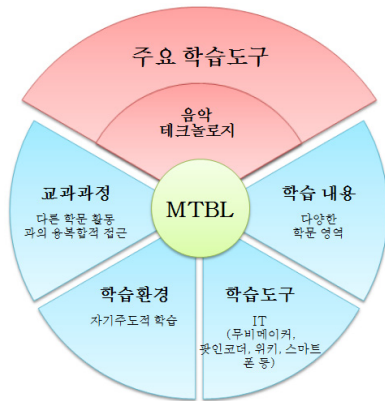 주요 학습도구
음악
테크놀로지
교과과정
다른 학문 활동
과의 융복합적 접근
MTBL
학습 내용
다양한
학문 영역
학습환경
자기주도적 학습
학습도구
IT
(무비메이커,
팟인코더, 위키, 스마트
폰 등)